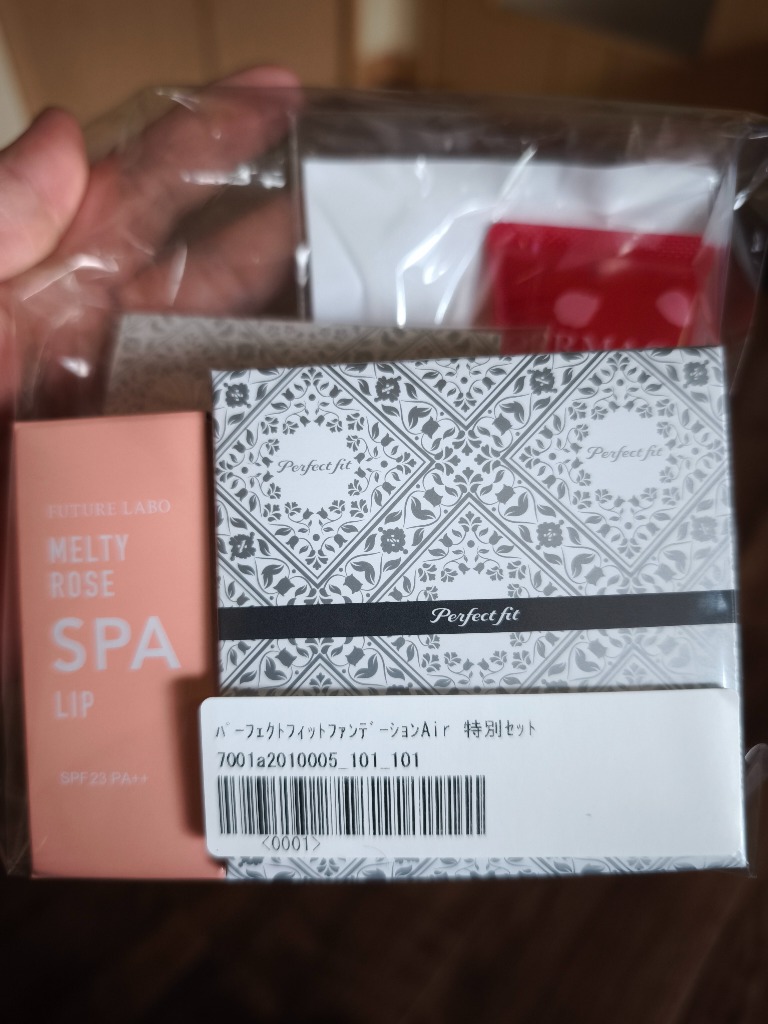 Perfect fit
Perfect fit
FUTURE LABO
MELTY
ROSE
SPA
LIP
SPF23 PA++
Perfect fit
ﾊﾟｰﾌｪｸﾄﾌｨｯﾄﾌｧﾝﾃﾞｰｼｮﾝAir 特別ｾｯﾄ
7001a2010005_101_101
<0001>